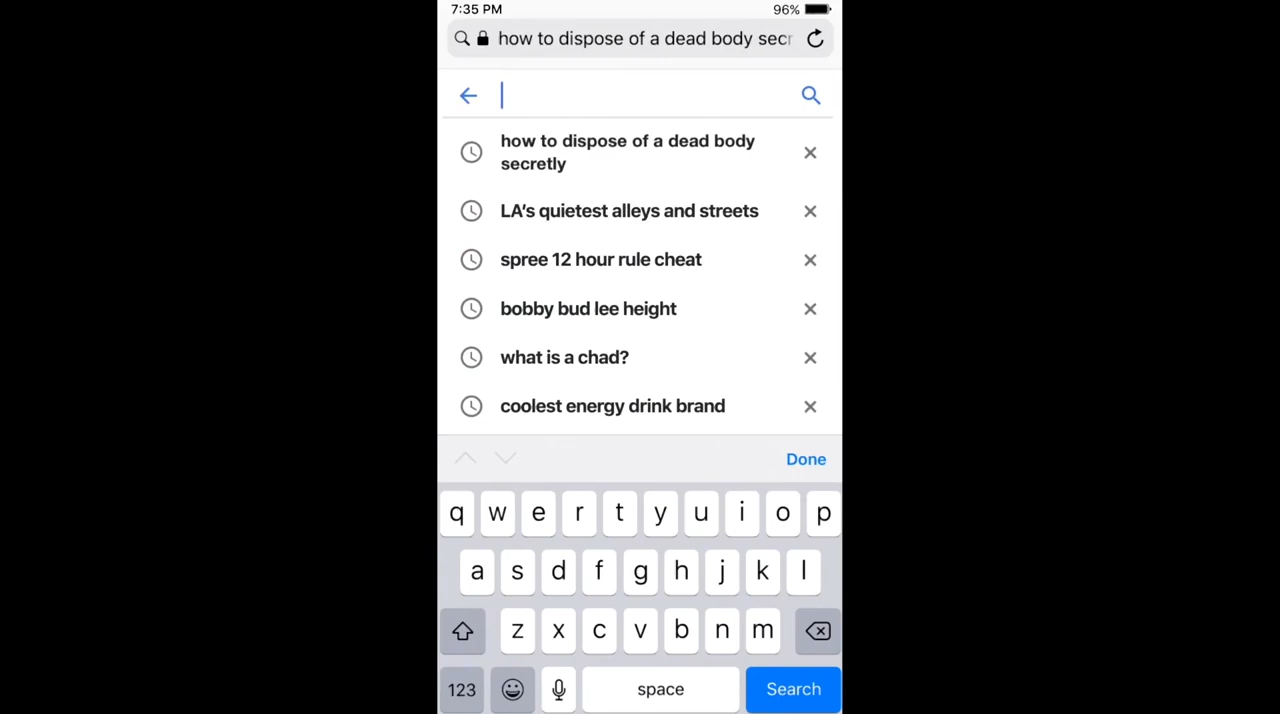 7:35 PM 96%
how to dispose of a dead body secr
how to dispose of a dead body
secretly
LA's quietest alleys and streets
spree 12 hour rule cheat
bobby bud lee height
what is a chad?
coolest energy drink brand
Done
q w e r t y u i o p
a s d f g h j k l
z x c v b n m
123 space Search